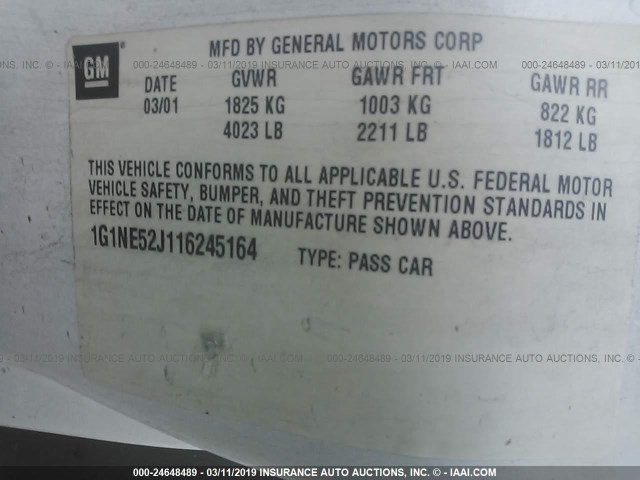 GM
MFD BY GENERAL MOTORS CORP
DATE GVWR GAWR FRT GAWR RR
03/01 1825 KG 1003 KG 822 KG
4023 LB 2211 LB 1812 LB
THIS VEHICLE CONFORMS TO ALL APPLICABLE U.S. FEDERAL MOTOR
VEHICLE SAFETY, BUMPER, AND THEFT PREVENTION STANDARDS IN
EFFECT ON THE DATE OF MANUFACTURE SHOWN ABOVE.
1G1NE52J116245164 TYPE: PASS CAR
000-24648489 - 03/11/2019 INSURANCE AUTO AUCTIONS, INC. - IAAI.COM